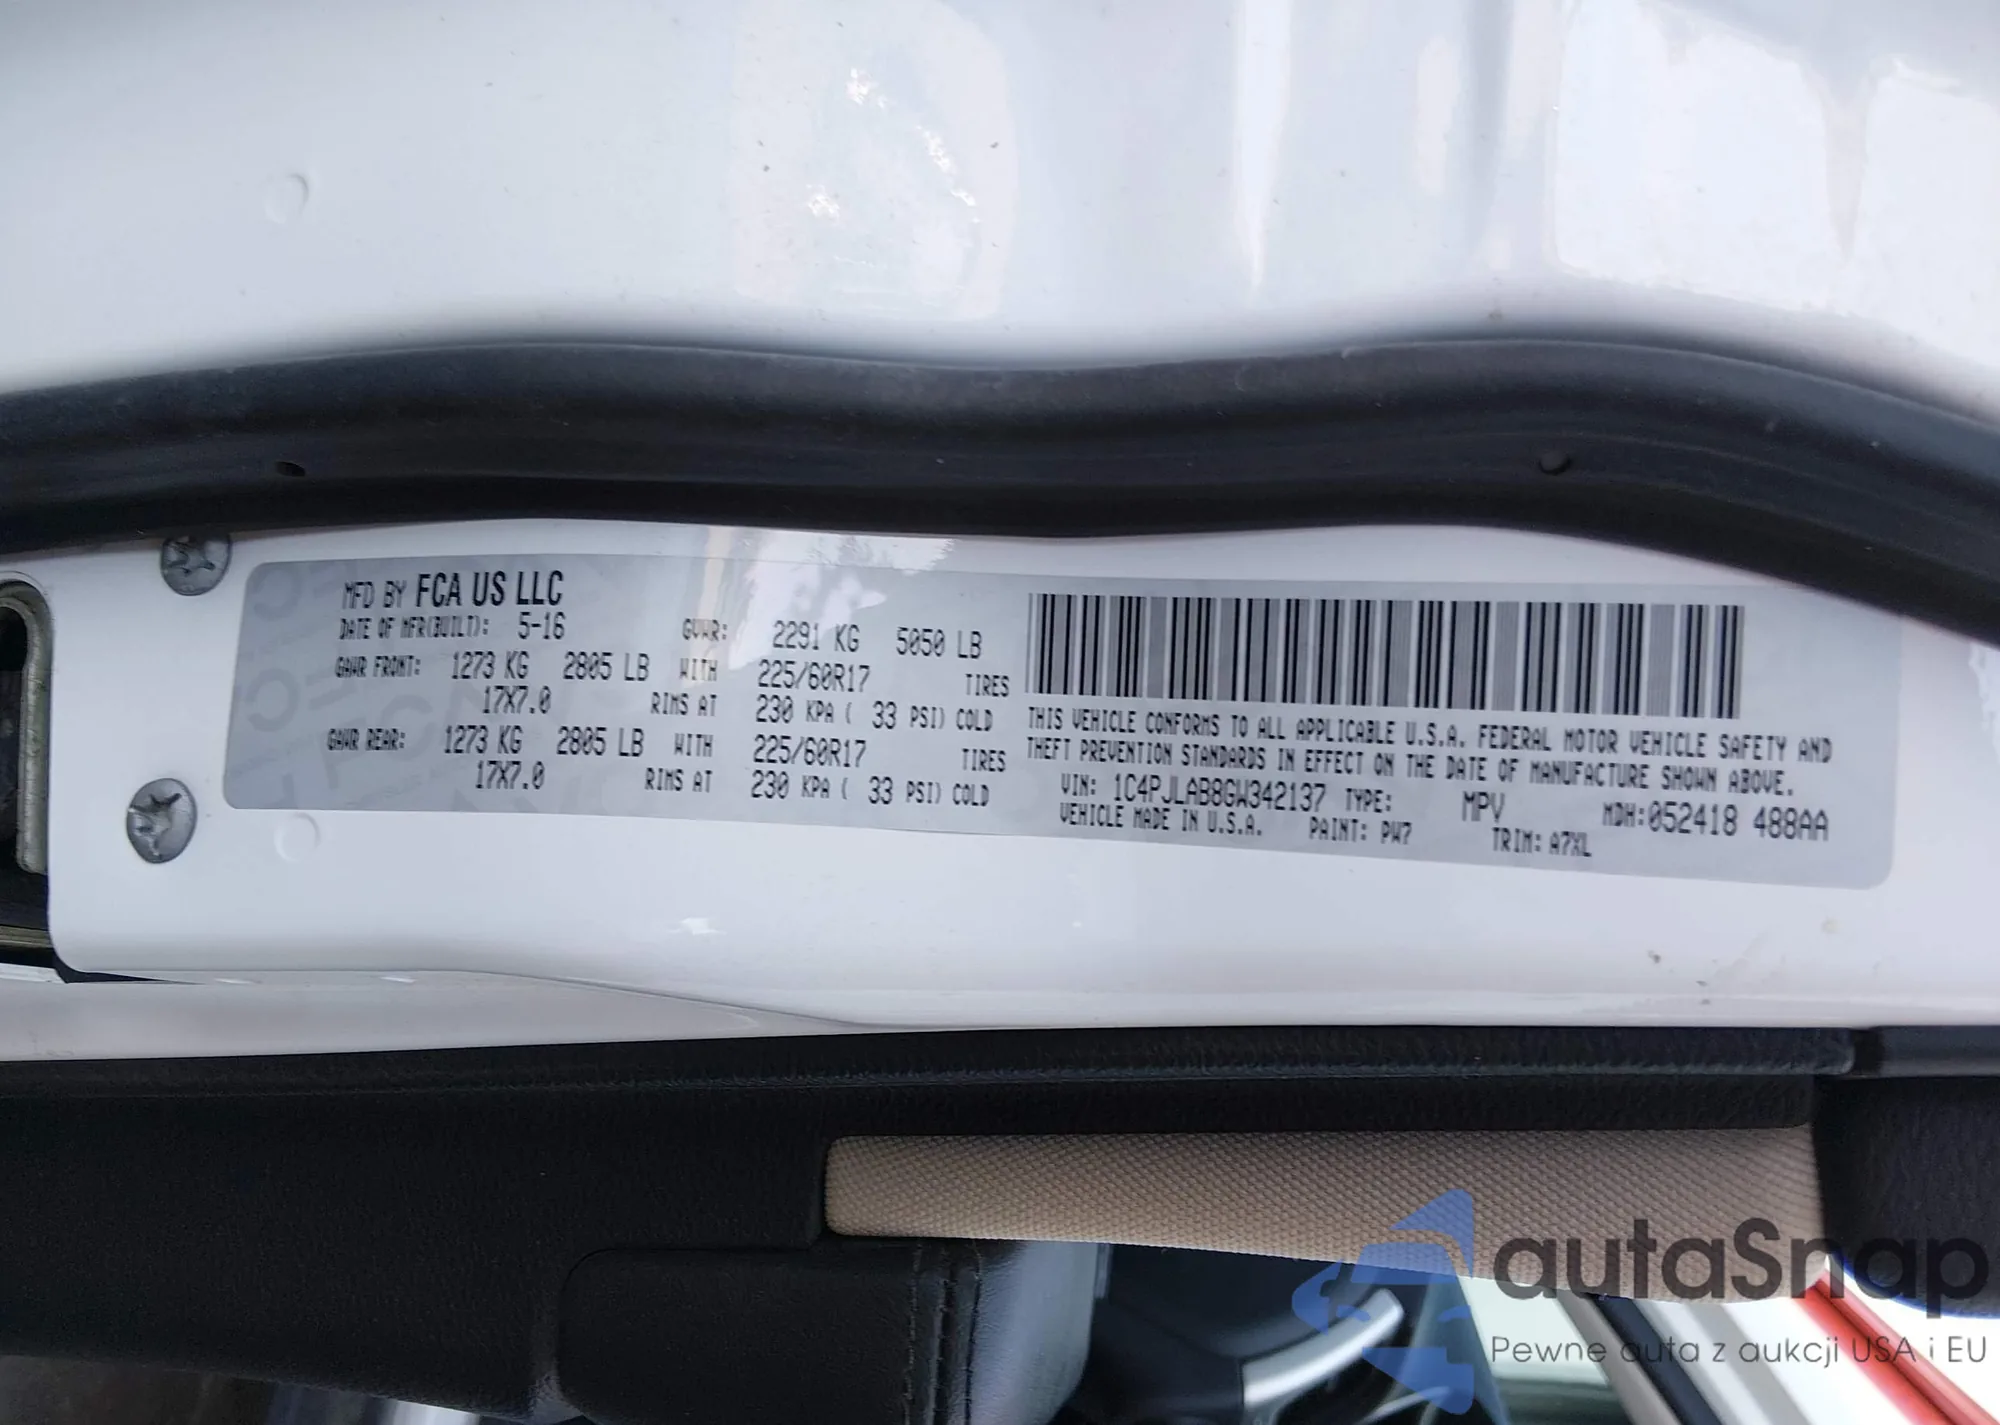 MFD BY FCA US LLC
DATE OF MFR(BUILT): 5-16 GVWR: 2291 KG 5050 LB
GAWR FRONT: 1273 KG 2805 LB WITH 225/60R17 TIRES
17X7.0 RIMS AT 230 KPA ( 33 PSI) COLD
GAWR REAR: 1273 KG 2805 LB WITH 225/60R17 TIRES
17X7.0 RIMS AT 230 KPA ( 33 PSI) COLD
THIS VEHICLE CONFORMS TO ALL APPLICABLE U.S.A. FEDERAL MOTOR VEHICLE SAFETY AND
THEFT PREVENTION STANDARDS IN EFFECT ON THE DATE OF MANUFACTURE SHOWN ABOVE.
VIN: 1C4PJLAB8GW342137 TYPE: MPV MDH:052418 488AA
VEHICLE MADE IN U.S.A. PAINT: PW7 TRIM: A7XL
autaSnap
Pewne auta z aukcji USA i EU